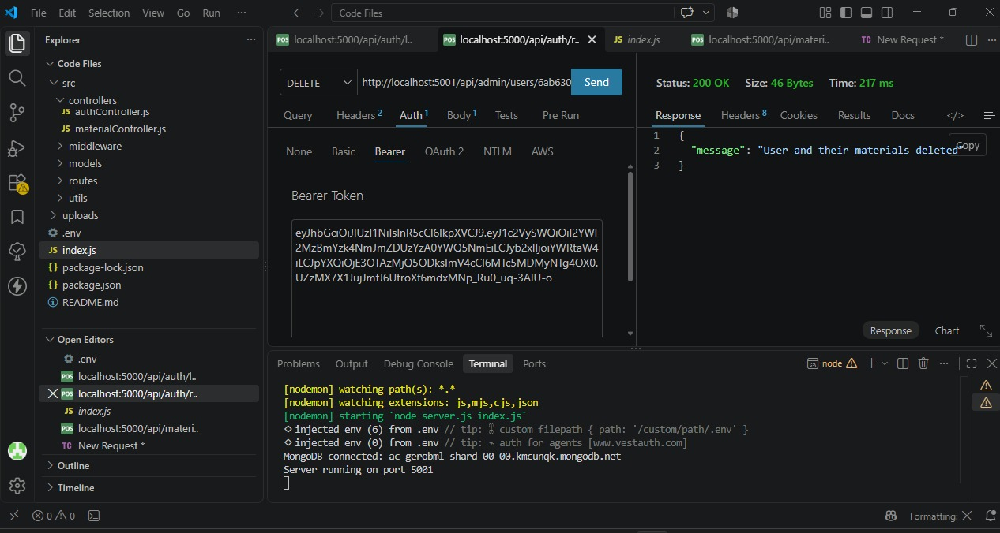 File Edit Selection View Go Run ···
Code Files
Explorer ···
Code Files
src
controllers
JS authController.js
JS materialController.js
middleware
models
routes
utils
uploads
.env
JS index.js
{} package-lock.json
{} package.json
README.md
Open Editors
.env
POS localhost:5000/api/auth/l..
POS localhost:5000/api/auth/r..
JS index.js
POS localhost:5000/api/materi..
TC New Request *
Outline
Timeline
POS localhost:5000/api/auth/l.. POS localhost:5000/api/auth/r.. JS index.js POS localhost:5000/api/materi.. TC New Request * ···
DELETE http://localhost:5001/api/admin/users/6ab630 Send
Query Headers 2 Auth 1 Body 1 Tests Pre Run
None Basic Bearer OAuth 2 NTLM AWS
Bearer Token
Status: 200 OK Size: 46 Bytes Time: 217 ms
Response Headers 8 Cookies Results Docs </>
1 {
2 "message": "User and their materials deleted"
Copy
3 }
Response Chart
Problems Output Debug Console Terminal Ports
node
[nodemon] watching path(s): *.*
[nodemon] watching extensions: js,mjs,cjs,json
[nodemon] starting `node server.js index.js`
◇ injected env (6) from .env // tip: ⌘ custom filepath { path: '/custom/path/.env' }
◇ injected env (0) from .env // tip: ⌁ auth for agents [www.vestauth.com]
MongoDB connected: ac-gerobml-shard-00-00.kmcunqk.mongodb.net
Server running on port 5001
0 0
Formatting: ×